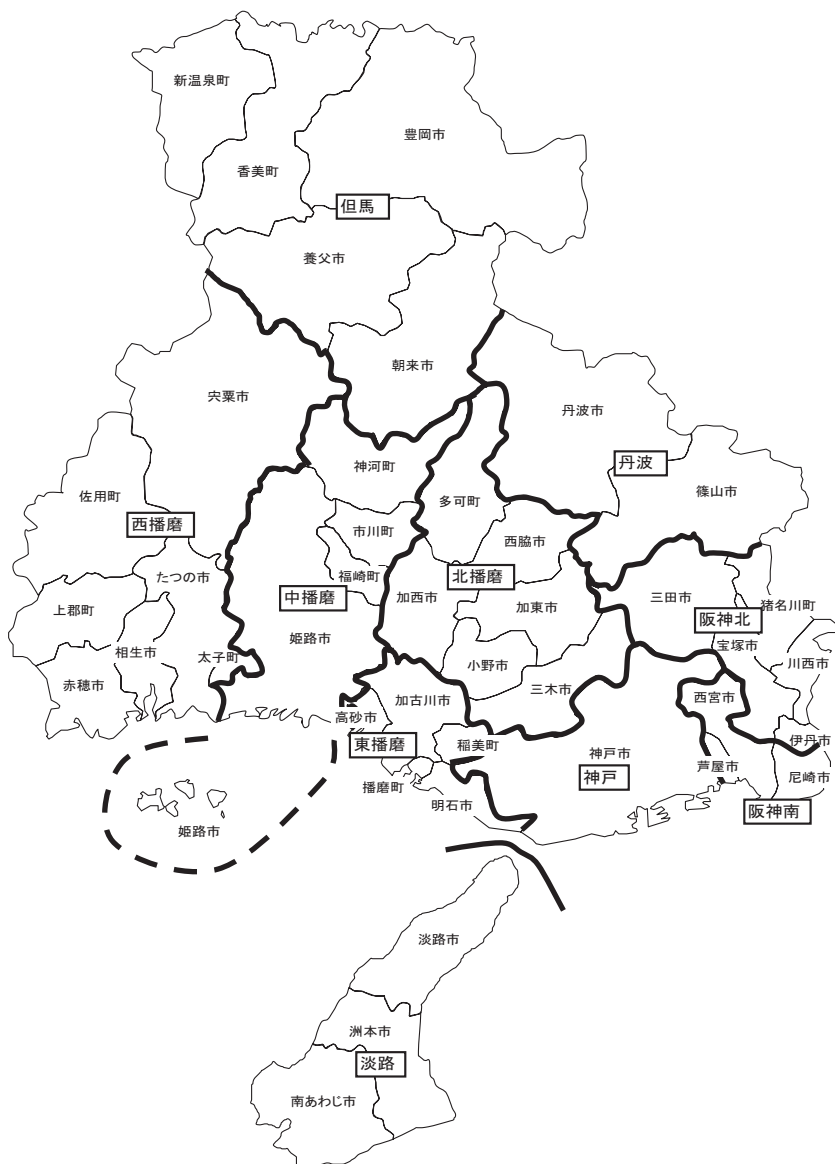 新温泉町
豊岡市
香美町
但馬
養父市
朝来市
宍粟市
丹波市
丹波
神河町
篠山市
佐用町
多可町
西播磨
市川町
西脇市
たつの市
福崎町
北播磨
中播磨
加西市
加東市
三田市
猪名川町
上郡町
阪神北
姫路市
宝塚市
相生市
太子町
小野市
川西市
赤穂市
三木市
西宮市
加古川市
高砂市
東播磨
稲美町
神戸市
伊丹市
芦屋市
神戸
尼崎市
播磨町
明石市
阪神南
姫路市
淡路市
洲本市
淡路
南あわじ市